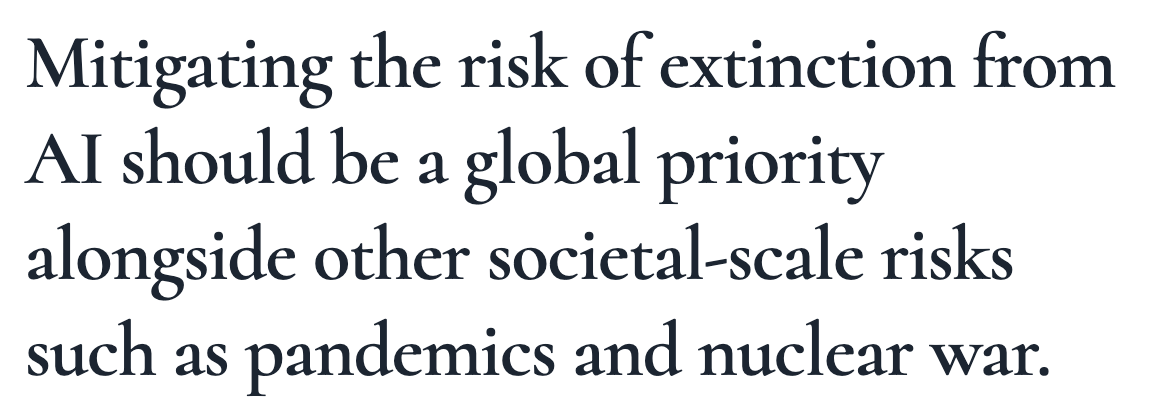 Mitigating the risk of extinction from
AI should be a global priority
alongside other societal-scale risks
such as pandemics and nuclear war.